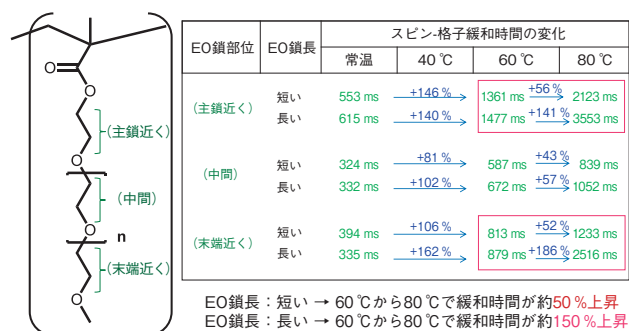 O
O
(主鎖近く)
O
(中間)
O
n
(末端近く)
O
EO鎖部位 EO鎖長 スピン-格子緩和時間の変化
常温 40 ℃ 60 ℃ 80 ℃
(主鎖近く) 短い 553 ms +146 % 1361 ms +56 % 2123 ms
長い 615 ms +140 % 1477 ms +141 % 3553 ms
(中間) 短い 324 ms +81 % 587 ms +43 % 839 ms
長い 332 ms +102 % 672 ms +57 % 1052 ms
(末端近く) 短い 394 ms +106 % 813 ms +52 % 1233 ms
長い 335 ms +162 % 879 ms +186 % 2516 ms
EO鎖長：短い → 60 ℃から80 ℃で緩和時間が約50 %上昇
EO鎖長：長い → 60 ℃から80 ℃で緩和時間が約150 %上昇